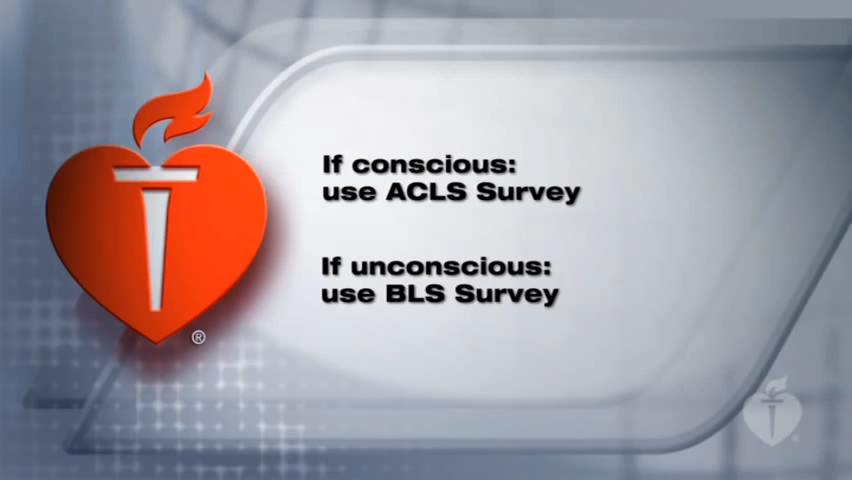 If conscious:
use ACLS Survey
If unconscious:
use BLS Survey
®